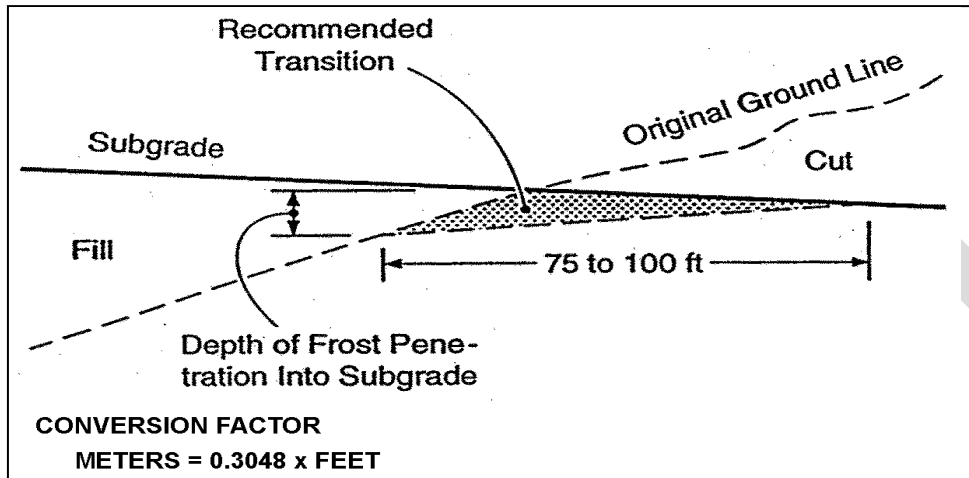 Recommended
Transition
Original Ground Line
Subgrade
Cut
Fill
75 to 100 ft
Depth of Frost Pene-
tration Into Subgrade
CONVERSION FACTOR
METERS = 0.3048 x FEET